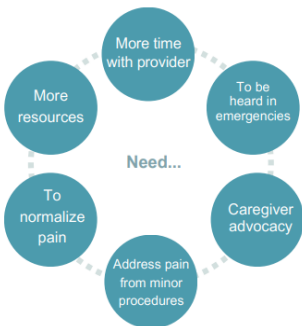 More time
with provider
To be
heard in
emergencies
More
resources
Need...
To
normalize
pain
Caregiver
advocacy
Address pain
from minor
procedures